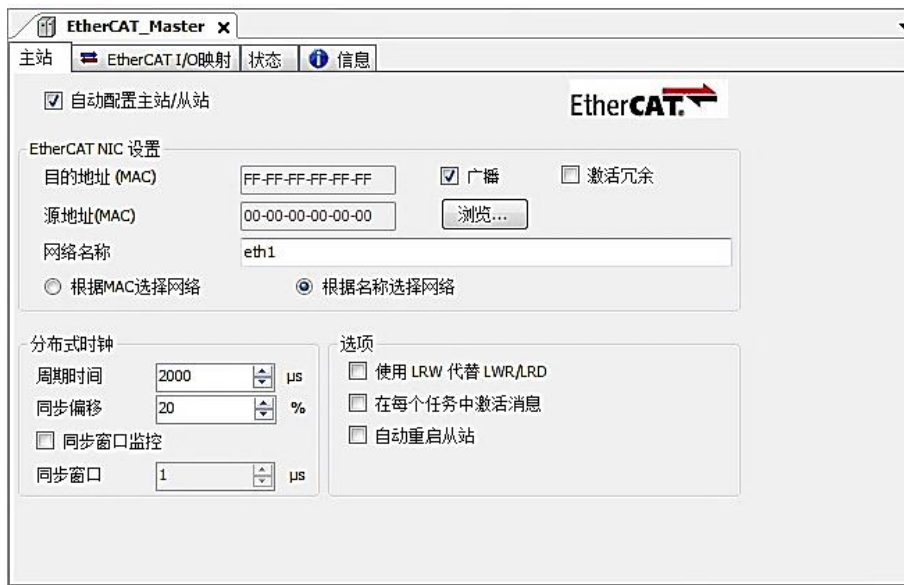 EtherCAT_Master
主站 EtherCAT I/O映射 状态 信息
自动配置主站/从站
EtherCAT.
EtherCAT NIC 设置
目的地址 (MAC) FF-FF-FF-FF-FF-FF 广播 激活冗余
源地址(MAC) 00-00-00-00-00-00 浏览...
网络名称 eth1
根据MAC选择网络 根据名称选择网络
分布式时钟 选项
周期时间 2000 µs 使用 LRW 代替 LWR/LRD
同步偏移 20 % 在每个任务中激活消息
同步窗口监控 自动重启从站
同步窗口 1 µs